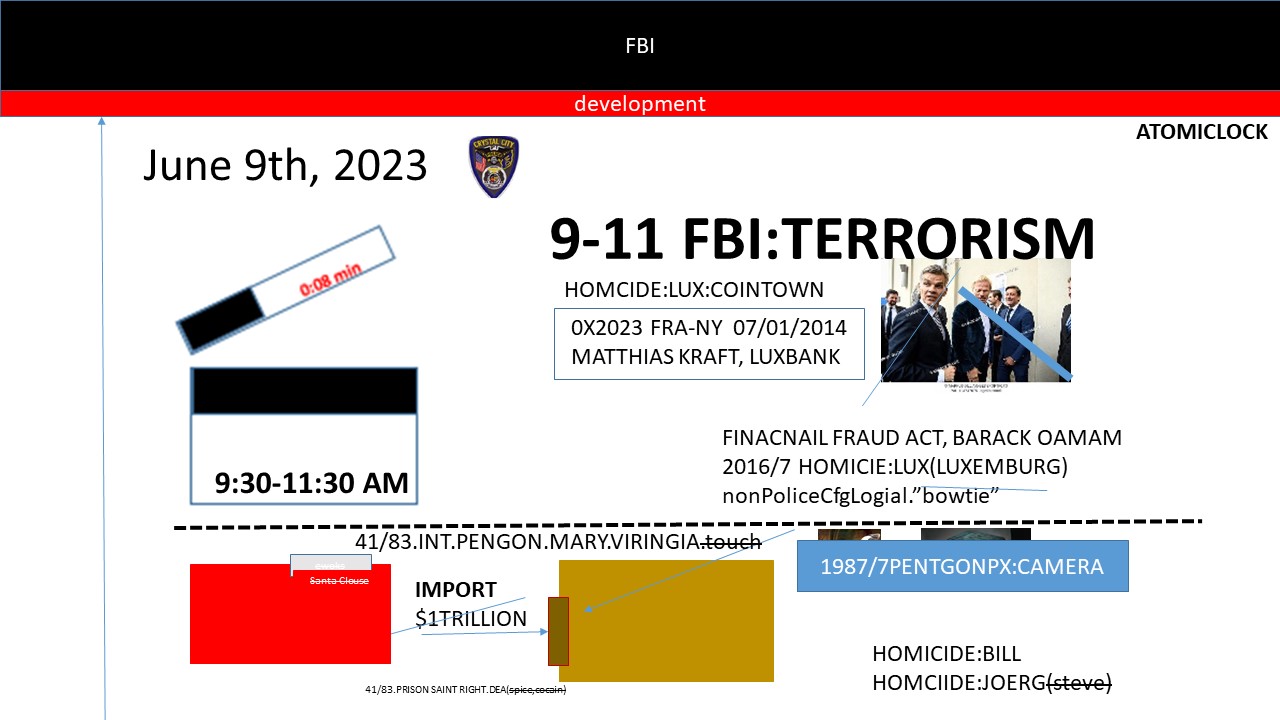 FBI
development
ATOMICLOCK
June 9th, 2023
CRYSTAL CITY
9-11 FBI:TERRORISM
0:08 min
HOMCIDE:LUX:COINTOWN
0X2023 FRA-NY 07/01/2014
MATTHIAS KRAFT, LUXBANK
FINACNAIL FRAUD ACT, BARACK OAMAM
2016/7 HOMICIE:LUX(LUXEMBURG)
nonPoliceCfgLogial.”bowtie”
9:30-11:30 AM
41/83.INT.PENGON.MARY.VIRINGIA.touch
1987/7PENTGONPX:CAMERA
Santa Clouse
IMPORT
$1TRILLION
HOMICIDE:BILL
HOMCIIDE:JOERG(steve)
41/83.PRISON SAINT RIGHT.DEA(spice,cocain)